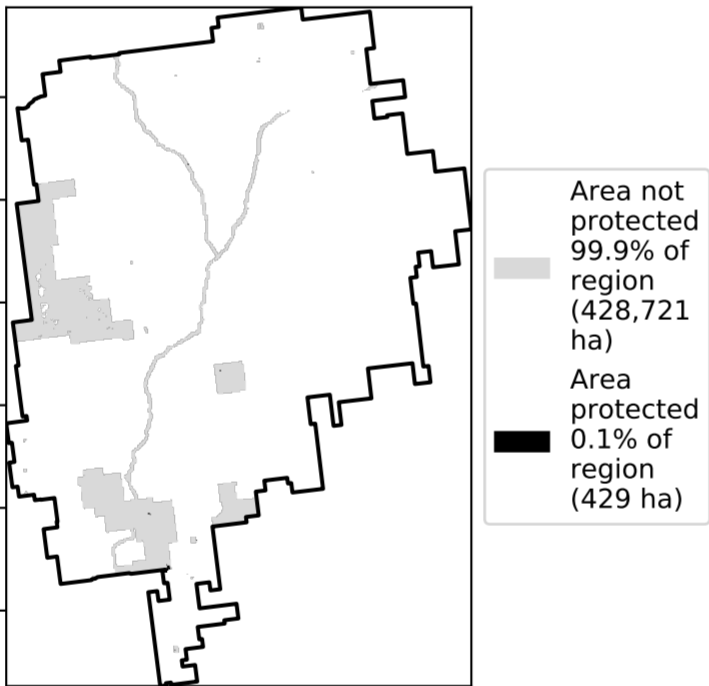 Area not
protected
99.9% of
region
(428,721
ha)
Area
protected
0.1% of
region
(429 ha)